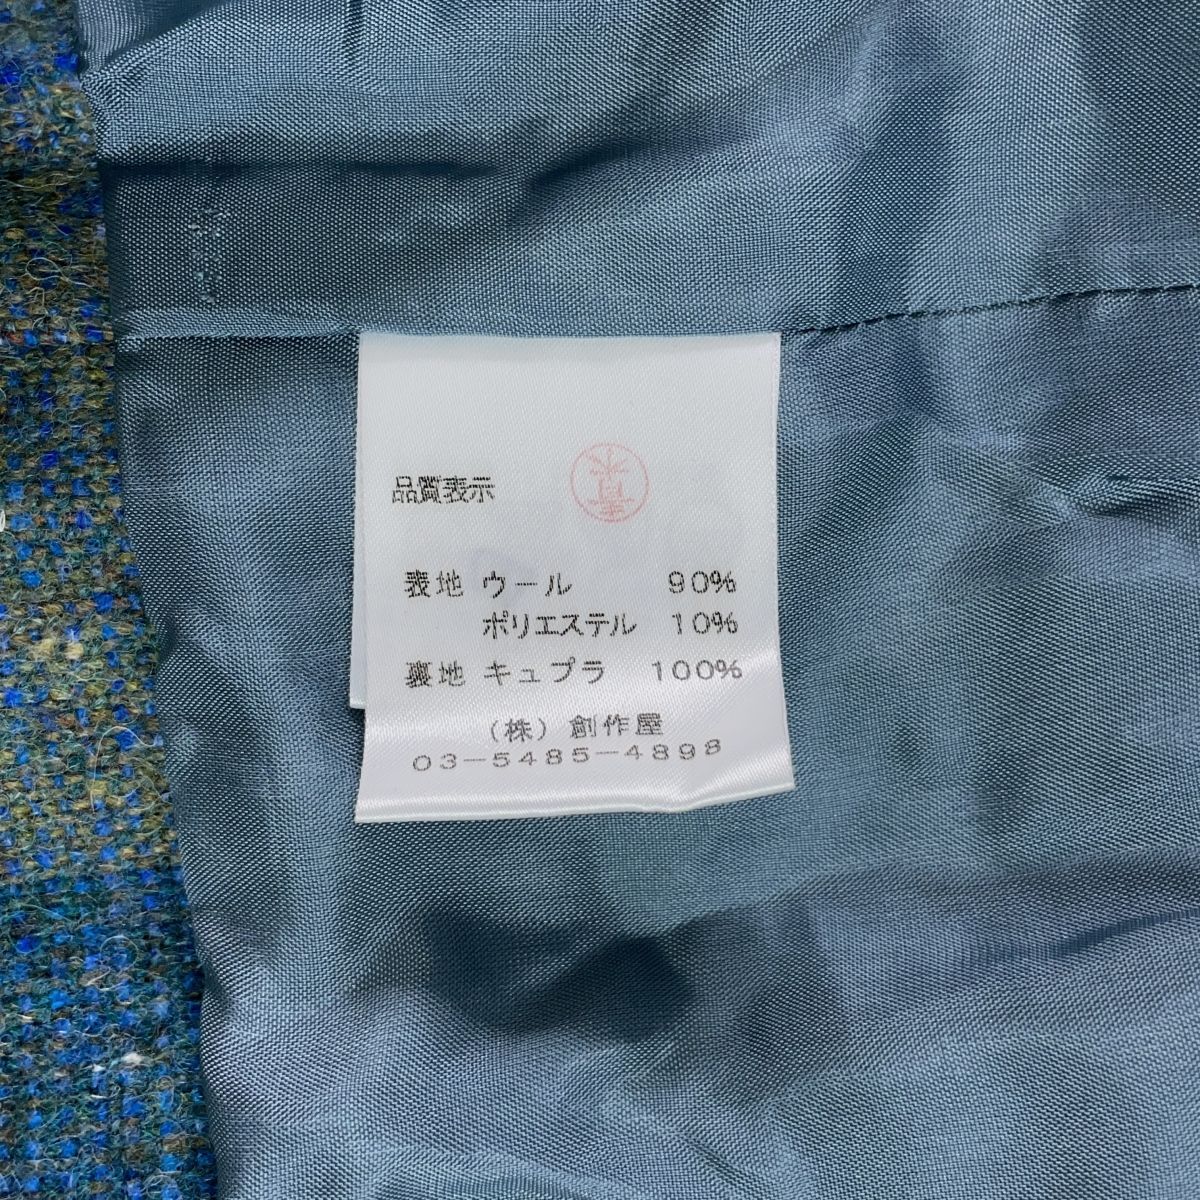 品質表示
表地 ウール 90%
ポリエステル 10%
裏地 キュプラ 100%
(株) 創作屋
03-5485-4898